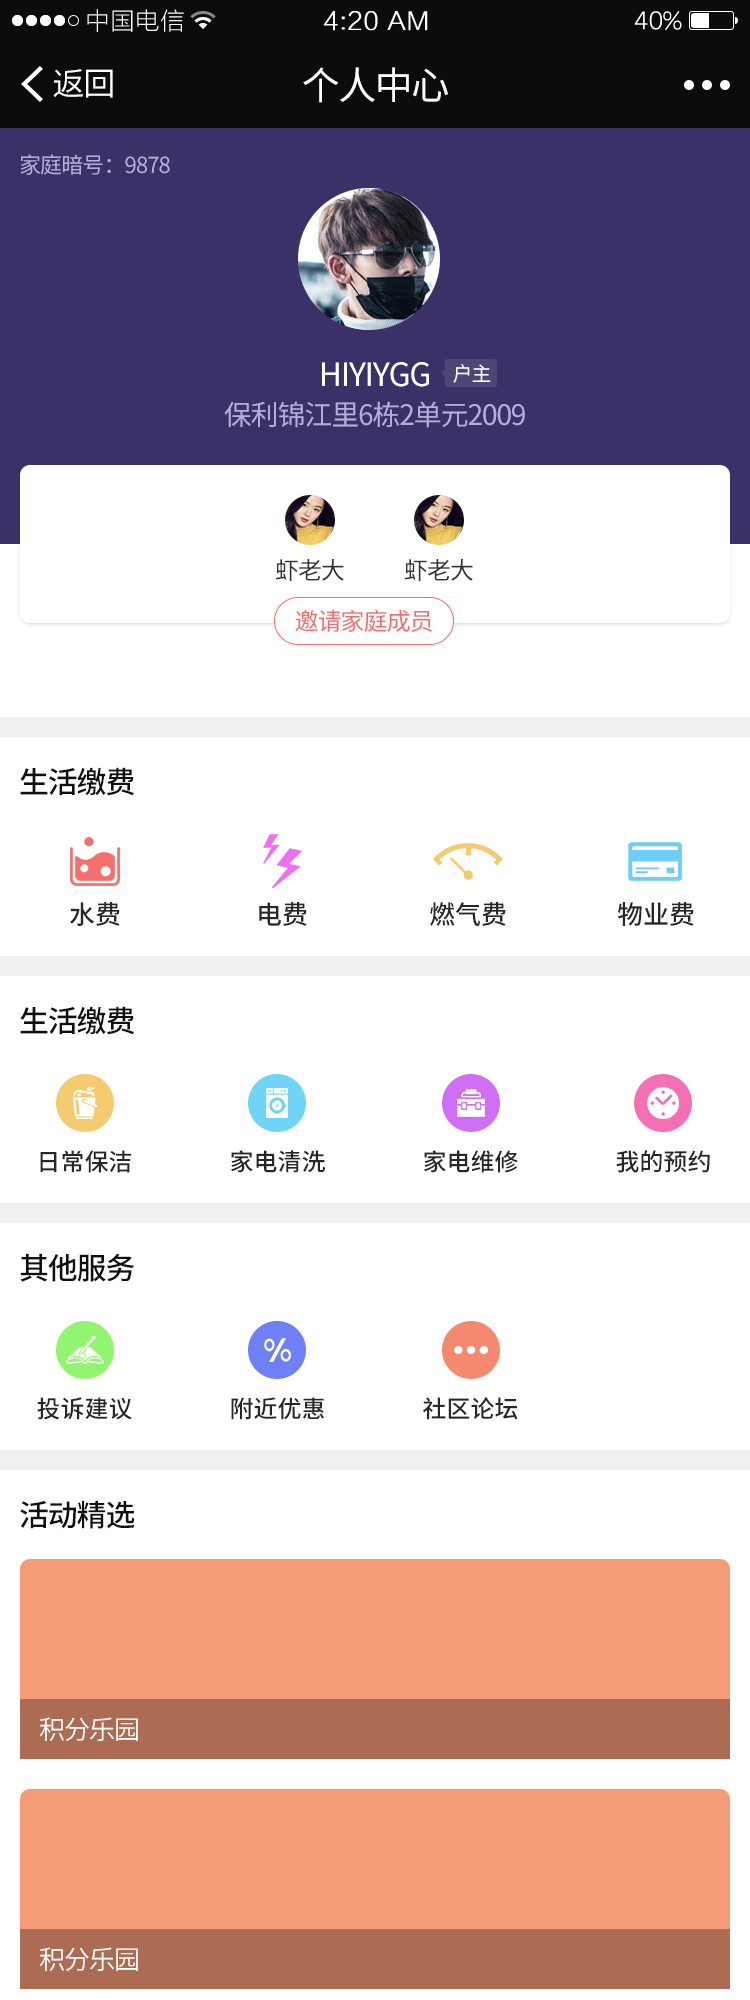 中国电信 4:20 AM 40%
返回 个人中心
家庭暗号：9878
HIYIYGG 户主
保利锦江里6栋2单元2009
虾老大 虾老大
邀请家庭成员
生活缴费
水费 电费 燃气费 物业费
生活缴费
日常保洁 家电清洗 家电维修 我的预约
其他服务
%
投诉建议 附近优惠 社区论坛
活动精选
积分乐园
积分乐园